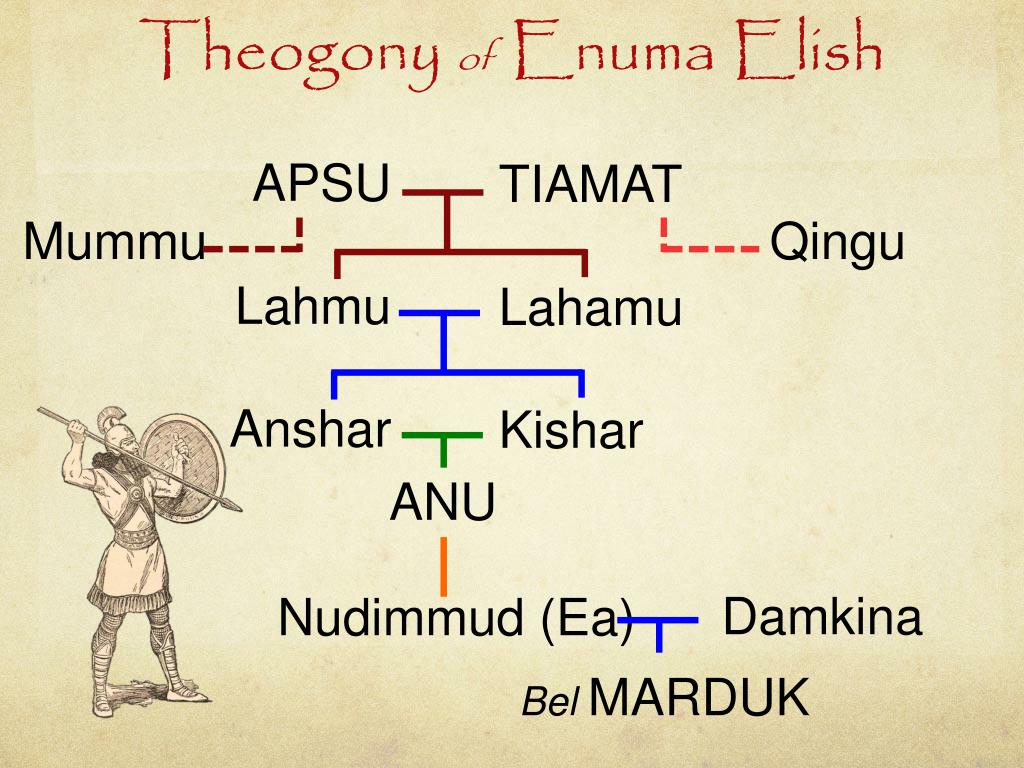 Theogony of Enuma Elish
APSU TIAMAT
Mummu Qingu
Lahmu Lahamu
Anshar Kishar
ANU
Nudimmud (Ea) Damkina
Bel MARDUK